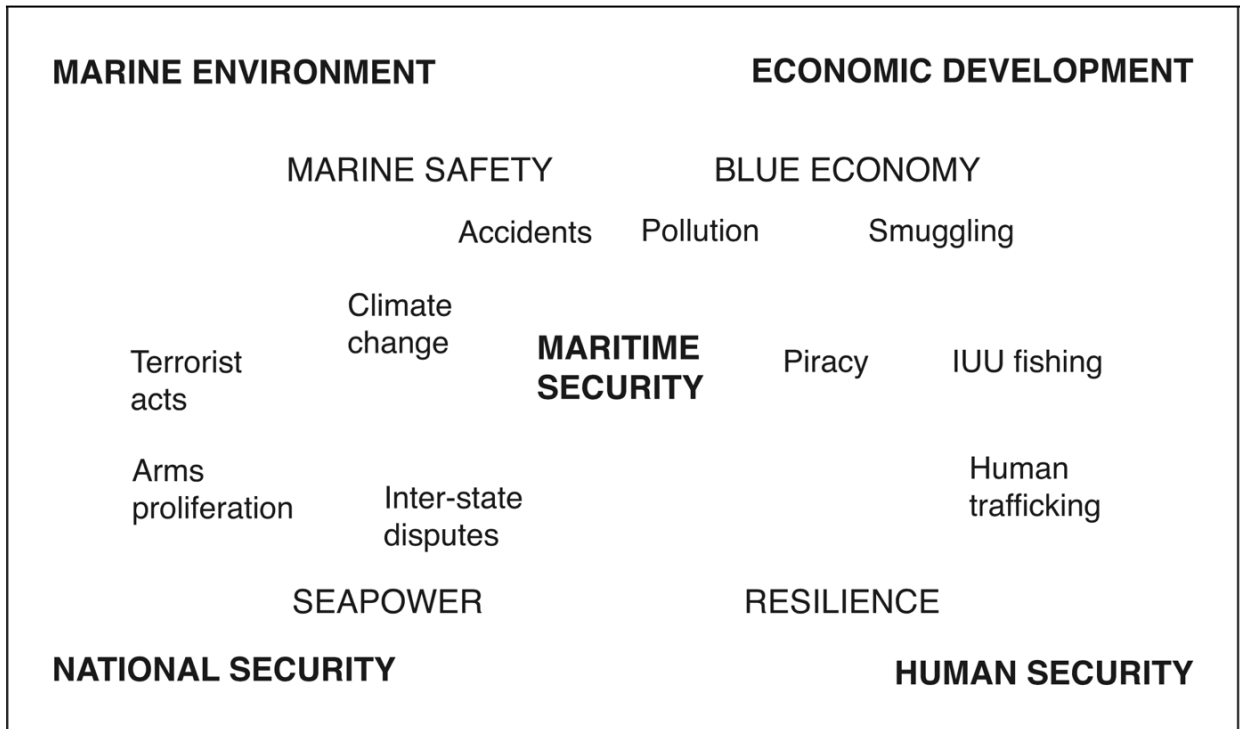 MARINE ENVIRONMENT
ECONOMIC DEVELOPMENT
MARINE SAFETY
BLUE ECONOMY
Accidents
Pollution
Smuggling
Climate
change
Terrorist
acts
MARITIME
SECURITY
Piracy
IUU fishing
Arms
proliferation
Inter-state
disputes
Human
trafficking
SEAPOWER
RESILIENCE
NATIONAL SECURITY
HUMAN SECURITY